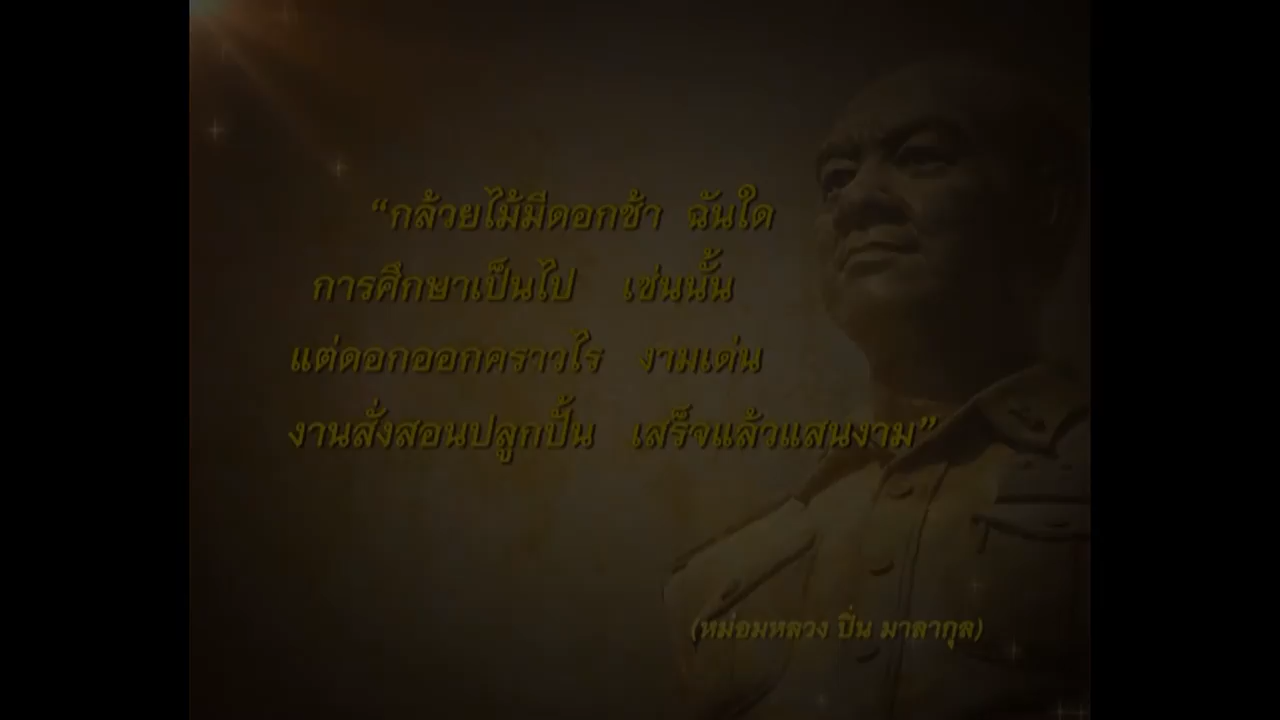 “กล้วยไม้มีดอกช้า ฉันใด
การศึกษาเป็นไป เช่นนั้น
แต่ดอกออกคราวไร งามเด่น
งานสั่งสอนปลูกปั้น เสร็จแล้วแสนงาม”
(หม่อมหลวง ปิ่น มาลากุล)